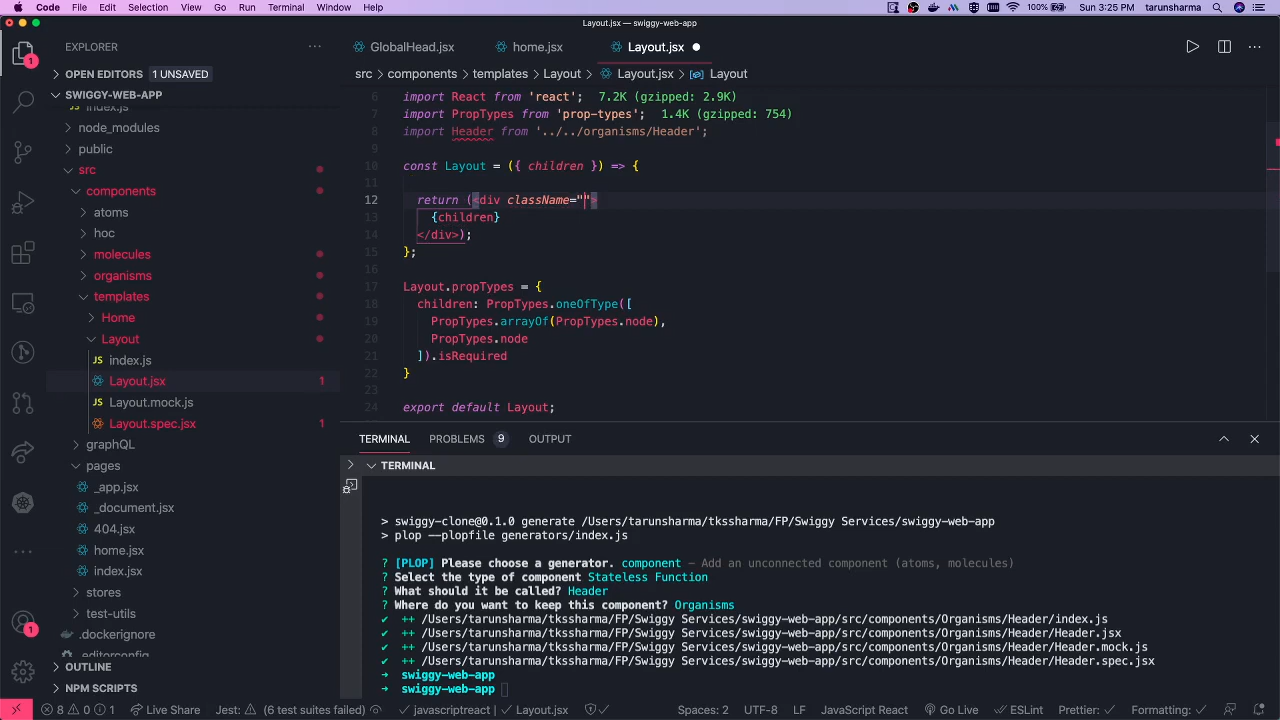 Code File Edit Selection View Go Run Terminal Window Help
100% Sun 3:25 PM tarunsharma
Layout.jsx — swiggy-web-app
EXPLORER
OPEN EDITORS 1 UNSAVED
SWIGGY-WEB-APP
index.js
node_modules
public
src
components
atoms
hoc
molecules
organisms
templates
Home
Layout
JS index.js
Layout.jsx 1
JS Layout.mock.js
Layout.spec.jsx 1
graphQL
pages
_app.jsx
_document.jsx
404.jsx
home.jsx
index.jsx
stores
test-utils
.dockerignore
.editorconfig
OUTLINE
NPM SCRIPTS
1
1
GlobalHead.jsx home.jsx Layout.jsx
src components templates Layout Layout.jsx Layout
6 import React from 'react'; 7.2K (gzipped: 2.9K)
7 import PropTypes from 'prop-types'; 1.4K (gzipped: 754)
8 import Header from '../../organisms/Header';
9
10 const Layout = ({ children }) => {
11
12 return (<div className="">
13 {children}
14 </div>);
15 };
16
17 Layout.propTypes = {
18 children: PropTypes.oneOfType([
19 PropTypes.arrayOf(PropTypes.node),
20 PropTypes.node
21 ]).isRequired
22 }
23
24 export default Layout;
TERMINAL PROBLEMS 9 OUTPUT
TERMINAL
> swiggy-clone@0.1.0 generate /Users/tarunsharma/tkssharma/FP/Swiggy Services/swiggy-web-app
> plop --plopfile generators/index.js
? [PLOP] Please choose a generator. component – Add an unconnected component (atoms, molecules)
? Select the type of component Stateless Function
? What should it be called? Header
? Where do you want to keep this component? Organisms
✔ ++ /Users/tarunsharma/tkssharma/FP/Swiggy Services/swiggy-web-app/src/components/Organisms/Header/index.js
✔ ++ /Users/tarunsharma/tkssharma/FP/Swiggy Services/swiggy-web-app/src/components/Organisms/Header/Header.jsx
✔ ++ /Users/tarunsharma/tkssharma/FP/Swiggy Services/swiggy-web-app/src/components/Organisms/Header/Header.mock.js
✔ ++ /Users/tarunsharma/tkssharma/FP/Swiggy Services/swiggy-web-app/src/components/Organisms/Header/Header.spec.jsx
➜ swiggy-web-app
➜ swiggy-web-app
8 0 1 Live Share Jest: (6 test suites failed) javascriptreact | ✓ Layout.jsx Spaces: 2 UTF-8 LF JavaScript React Go Live ESLint Prettier: ✓